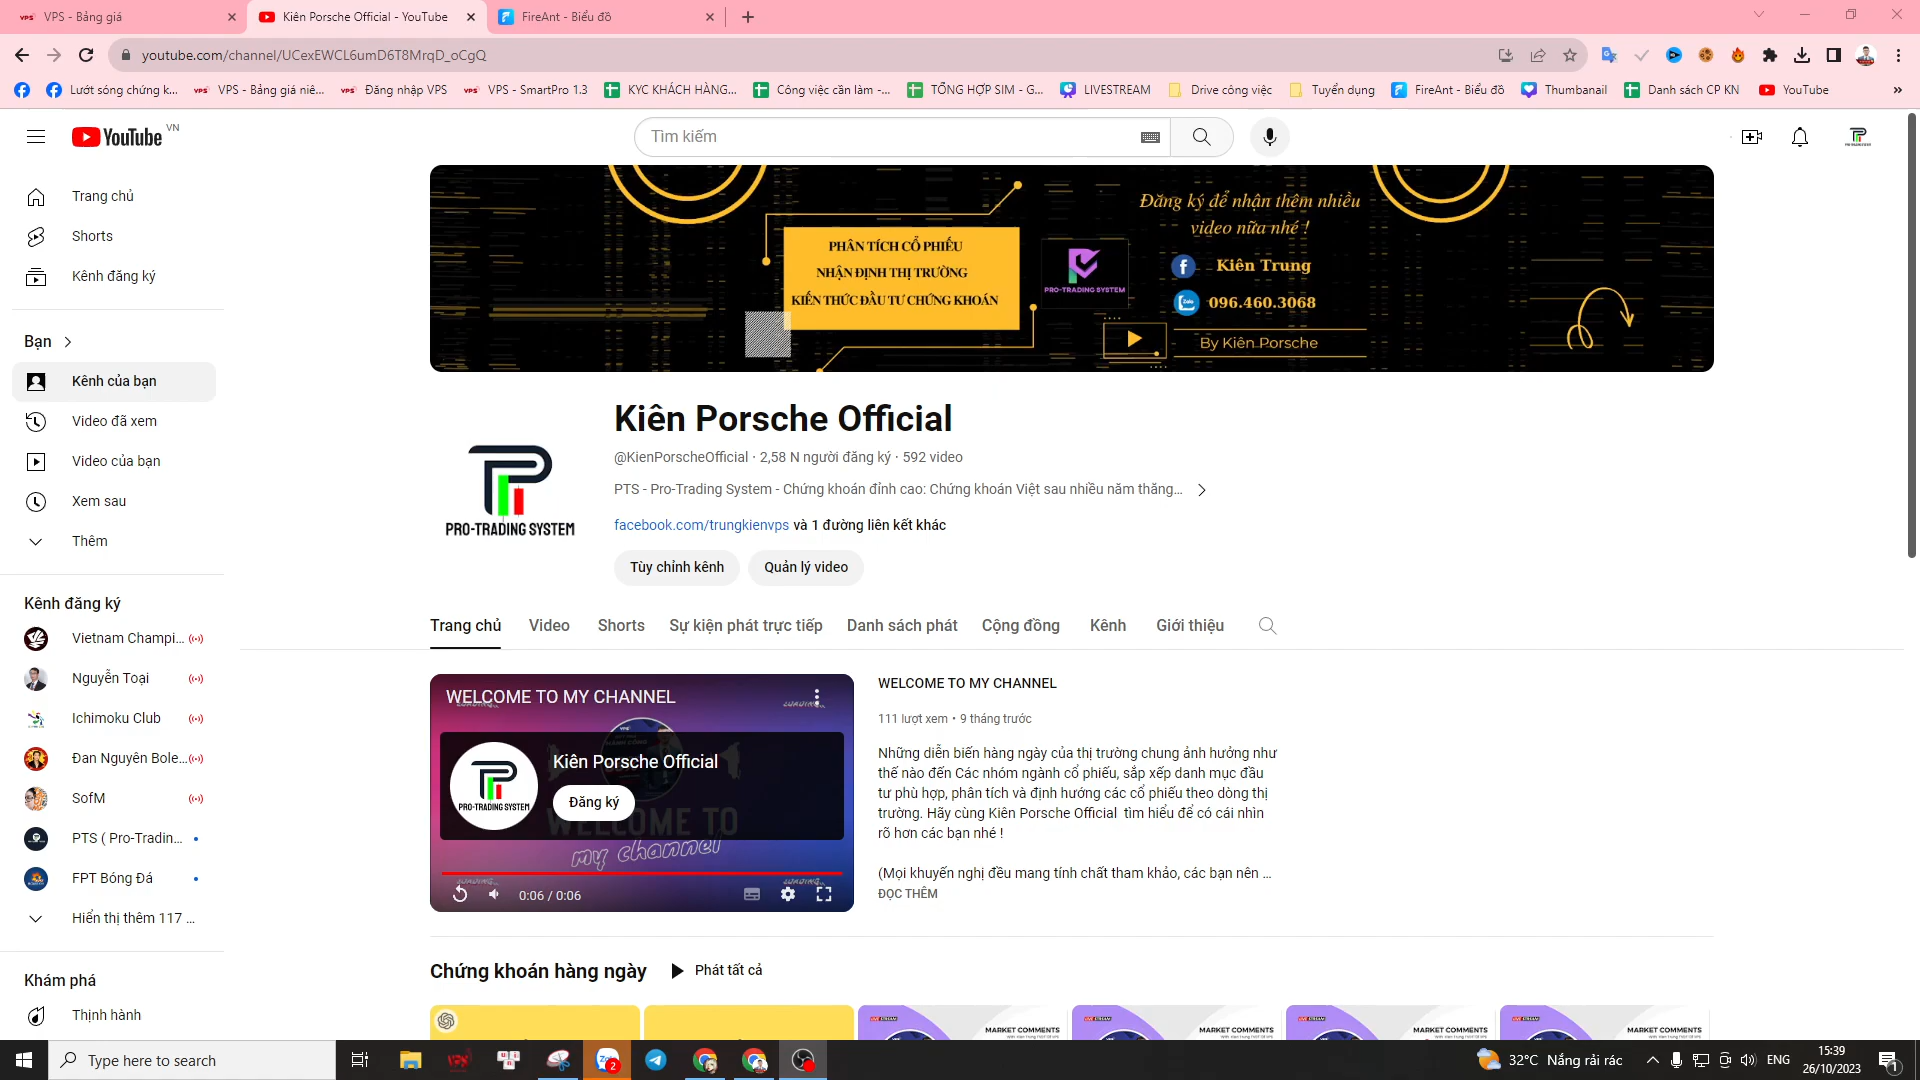 VPS - Bảng giá
Kiên Porsche Official - YouTube
FireAnt - Biểu đồ
youtube.com/channel/UCexEWCL6umD6T8MrqD_oCgQ
Lướt sóng chứng k...
VPS - Bảng giá niê...
Đăng nhập VPS
VPS - SmartPro 1.3
KYC KHÁCH HÀNG...
Công việc cần làm -...
TỔNG HỢP SIM - G...
LIVESTREAM
Drive công việc
Tuyển dụng
FireAnt - Biểu đồ
Thumbanail
Danh sách CP KN
YouTube
YouTube VN
Tìm kiếm
Trang chủ
Shorts
Kênh đăng ký
Bạn
Kênh của bạn
Video đã xem
Video của bạn
Xem sau
Thêm
Kênh đăng ký
Vietnam Champi...
Nguyễn Toại
Ichimoku Club
Đan Nguyên Bole...
SofM
PTS ( Pro-Tradin...
FPT Bóng Đá
Hiển thị thêm 117 ...
Khám phá
Thịnh hành
PHÂN TÍCH CỔ PHIẾU
NHẬN ĐỊNH THỊ TRƯỜNG
KIẾN THỨC ĐẦU TƯ CHỨNG KHOÁN
PRO-TRADING SYSTEM
Đăng ký để nhận thêm nhiều
video nữa nhé !
Kiên Trung
Zalo
096.460.3068
By Kiên Porsche
PRO-TRADING SYSTEM
Kiên Porsche Official
@KienPorscheOfficial · 2,58 N người đăng ký · 592 video
PTS - Pro-Trading System - Chứng khoán đỉnh cao: Chứng khoán Việt sau nhiều năm thăng...
facebook.com/trungkienvps và 1 đường liên kết khác
Tùy chỉnh kênh
Quản lý video
Trang chủ
Video
Shorts
Sự kiện phát trực tiếp
Danh sách phát
Cộng đồng
Kênh
Giới thiệu
WELCOME TO MY CHANNEL
Kiên Porsche Official
PRO-TRADING SYSTEM
Đăng ký
WELCOME TO
my channel
0:06 / 0:06
WELCOME TO MY CHANNEL
111 lượt xem • 9 tháng trước
Những diễn biến hàng ngày của thị trường chung ảnh hưởng như
thế nào đến Các nhóm ngành cổ phiếu, sắp xếp danh mục đầu
tư phù hợp, phân tích và định hướng các cổ phiếu theo dòng thị
trường. Hãy cùng Kiên Porsche Official tìm hiểu để có cái nhìn
rõ hơn các bạn nhé !
(Mọi khuyến nghị đều mang tính chất tham khảo, các bạn nên ...
ĐỌC THÊM
Chứng khoán hàng ngày
Phát tất cả
MARKET COMMENTS
MARKET COMMENTS
MARKET COMMENTS
MARKET COMMENTS
Type here to search
2
32°C Nắng rải rác
ENG
15:39
26/10/2023
1